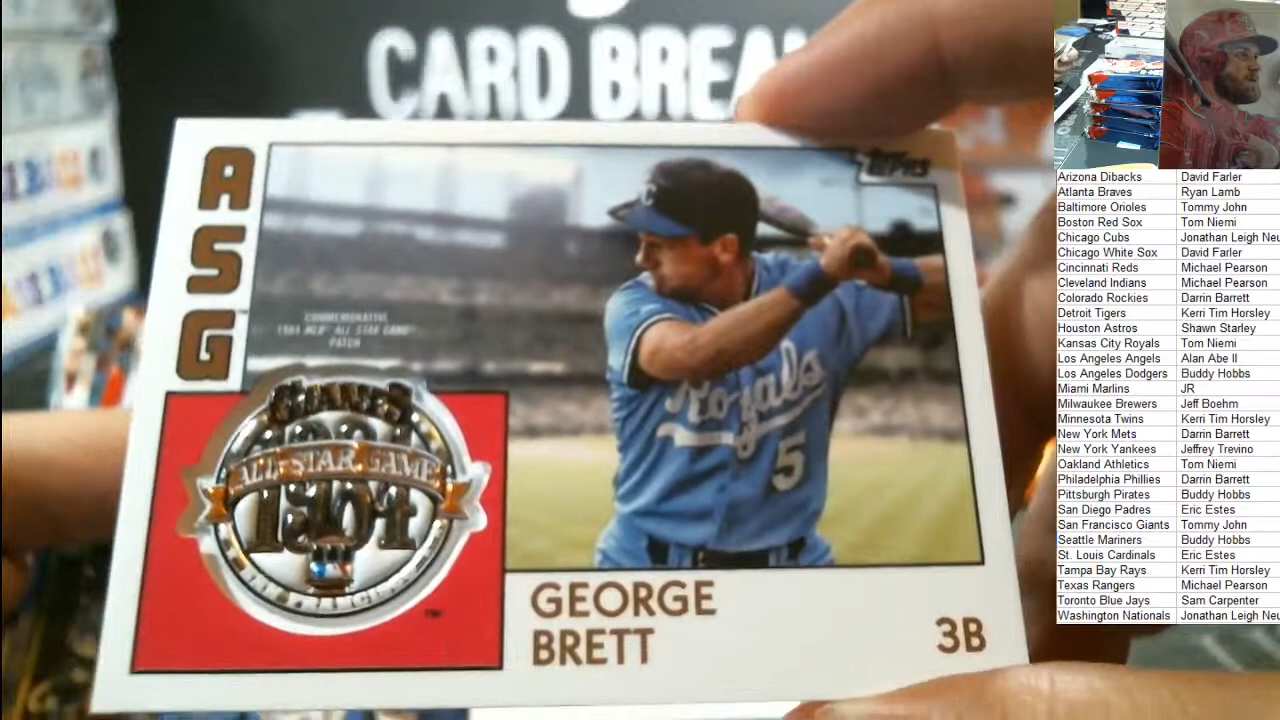 CARD BREA
ASG
TOPPS
COMMEMORATIVE
1984 MLB ALL STAR GAME
PATCH
GIANTS
ALL-STAR GAME
1984
C
Royals
5
GEORGE
BRETT
3B
TM
Arizona Dibacks David Farler
Atlanta Braves Ryan Lamb
Baltimore Orioles Tommy John
Boston Red Sox Tom Niemi
Chicago Cubs Jonathan Leigh Neu
Chicago White Sox David Farler
Cincinnati Reds Michael Pearson
Cleveland Indians Michael Pearson
Colorado Rockies Darrin Barrett
Detroit Tigers Kerri Tim Horsley
Houston Astros Shawn Starley
Kansas City Royals Tom Niemi
Los Angeles Angels Alan Abe II
Los Angeles Dodgers Buddy Hobbs
Miami Marlins JR
Milwaukee Brewers Jeff Boehm
Minnesota Twins Kerri Tim Horsley
New York Mets Darrin Barrett
New York Yankees Jeffrey Trevino
Oakland Athletics Tom Niemi
Philadelphia Phillies Darrin Barrett
Pittsburgh Pirates Buddy Hobbs
San Diego Padres Eric Estes
San Francisco Giants Tommy John
Seattle Mariners Buddy Hobbs
St. Louis Cardinals Eric Estes
Tampa Bay Rays Kerri Tim Horsley
Texas Rangers Michael Pearson
Toronto Blue Jays Sam Carpenter
Washington Nationals Jonathan Leigh Neu